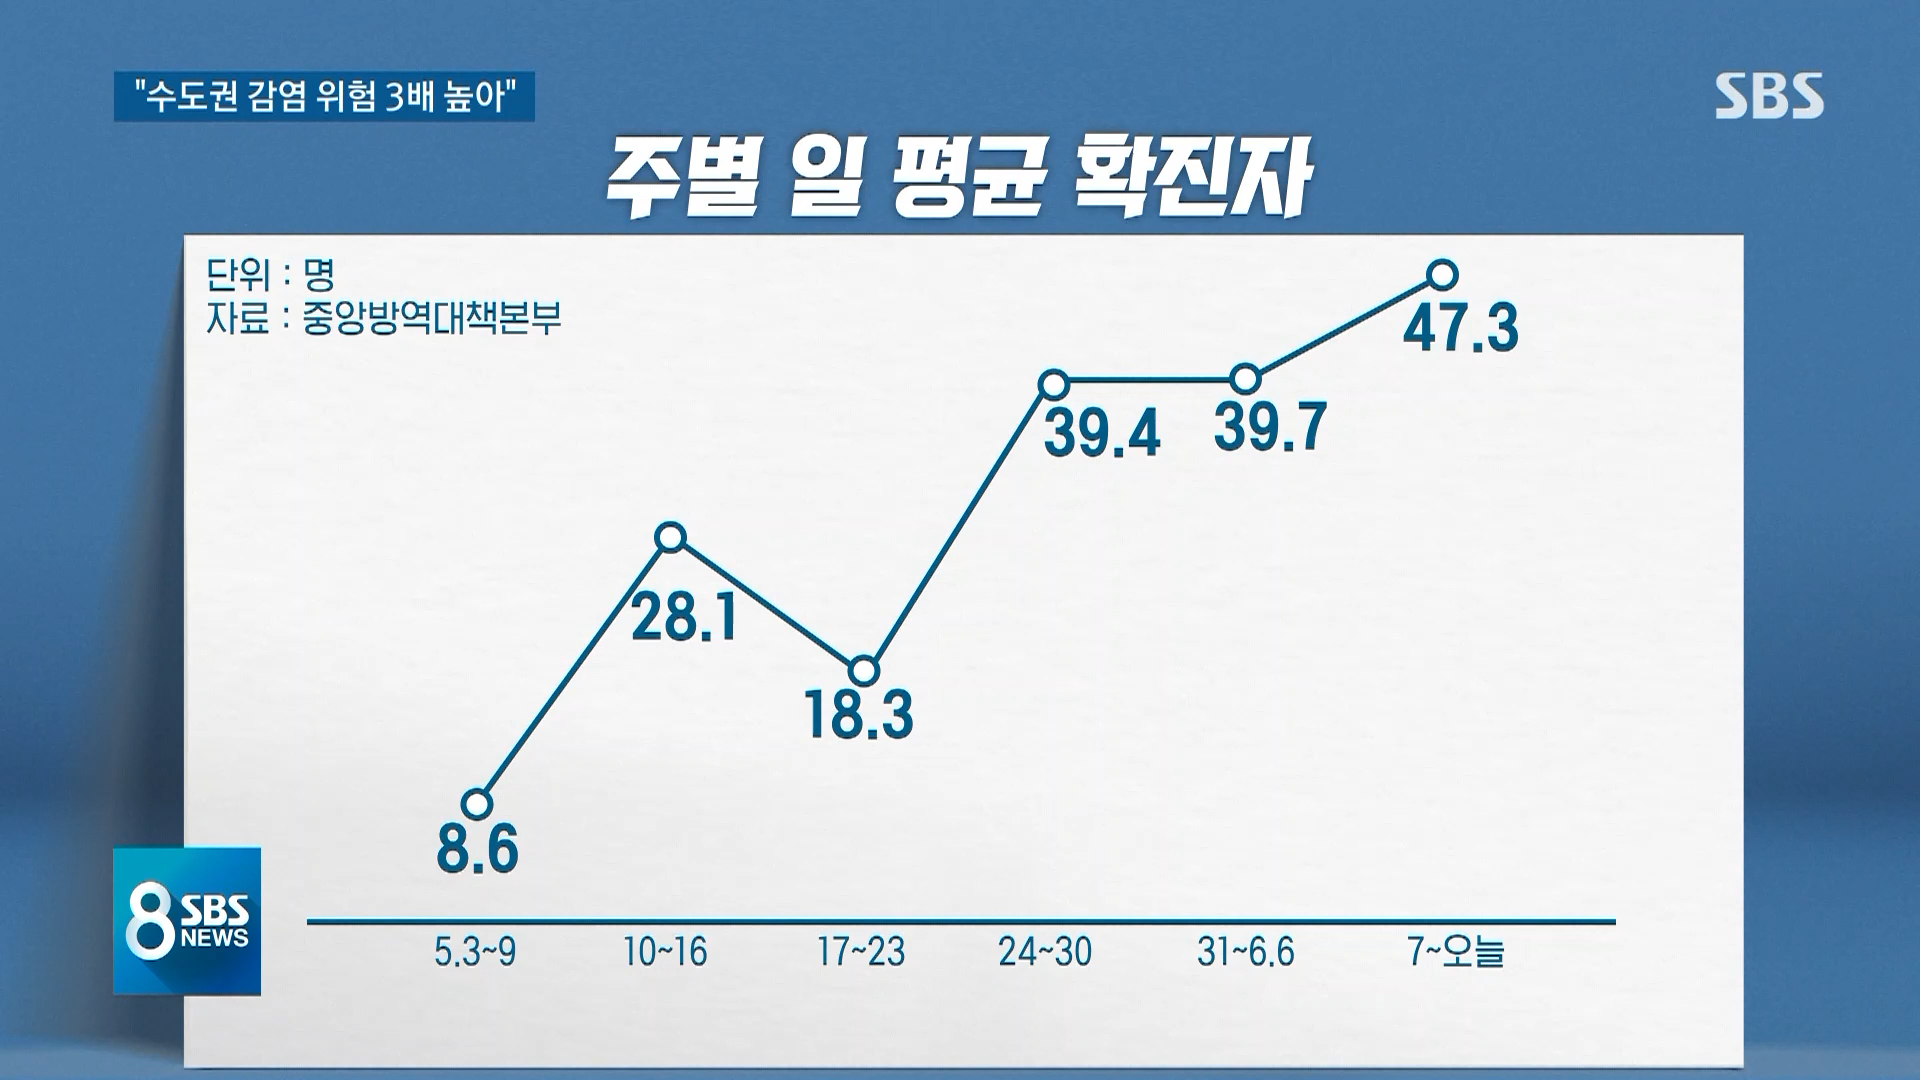 "수도권 감염 위험 3배 높아"
SBS
주별 일 평균 확진자
단위 : 명
자료 : 중앙방역대책본부
47.3
39.4
39.7
28.1
18.3
8.6
5.3~9
10~16
17~23
24~30
31~6.6
7~오늘
8 SBS
NEWS